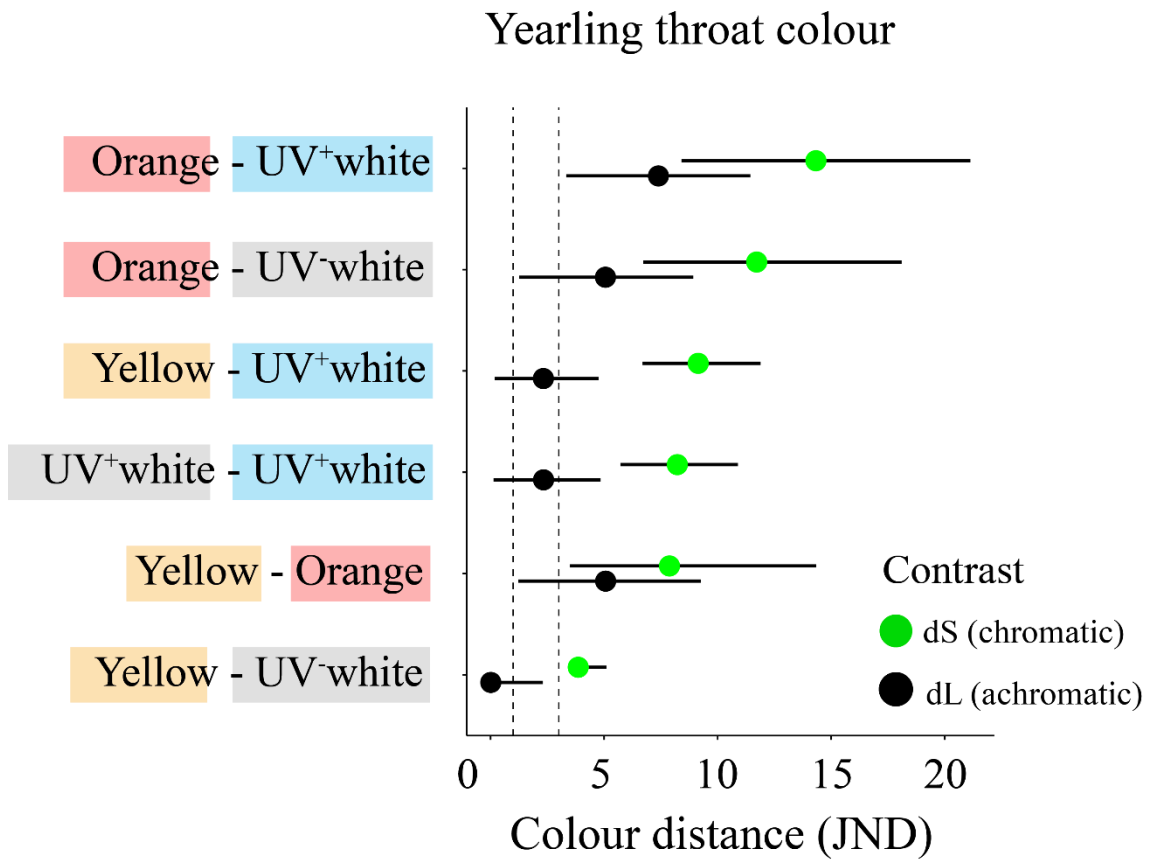 Yearling throat colour
Orange - UV⁺white
Orange - UV⁻white
Yellow - UV⁺white
UV⁺white - UV⁺white
Yellow - Orange
Yellow - UV⁻white
Contrast
dS (chromatic)
dL (achromatic)
0 5 10 15 20
Colour distance (JND)